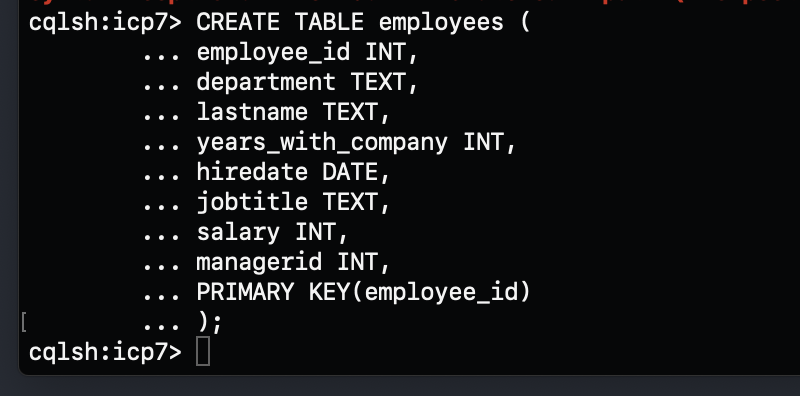 cqlsh:icp7> CREATE TABLE employees (
... employee_id INT,
... department TEXT,
... lastname TEXT,
... years_with_company INT,
... hiredate DATE,
... jobtitle TEXT,
... salary INT,
... managerid INT,
... PRIMARY KEY(employee_id)
[ ... );
cqlsh:icp7>